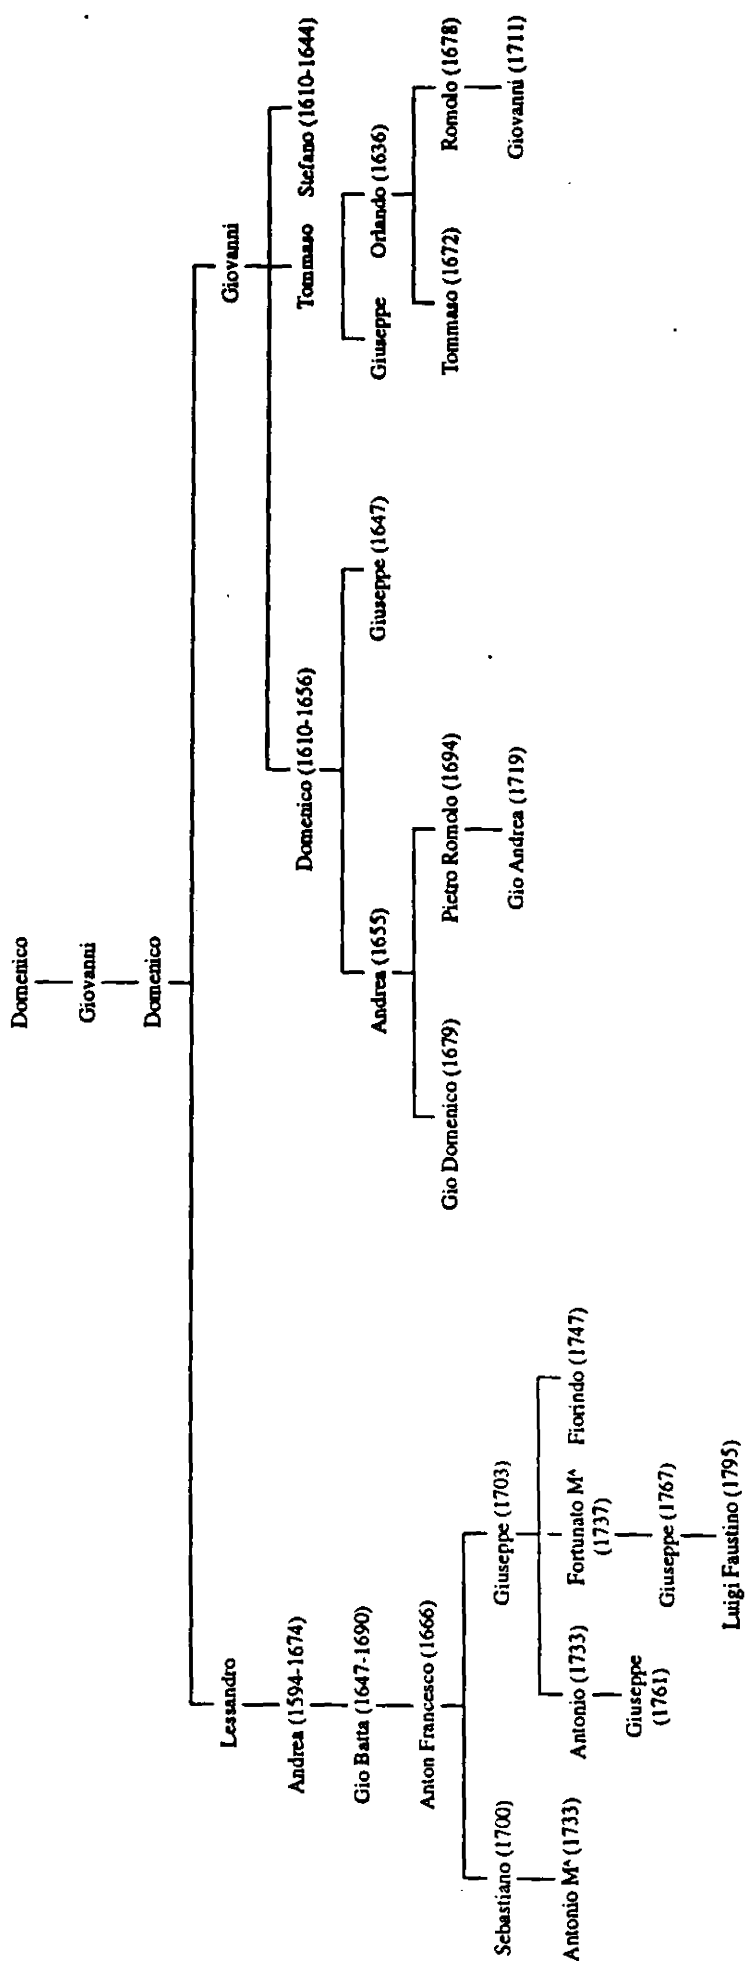 Domenico
Giovanni
Domenico
Lessandro
Giovanni
Andrea (1594-1674)
Domenico (1610-1656)
Tommaso
Stefano (1610-1644)
Gio Batta (1647-1690)
Andrea (1655)
Giuseppe (1647)
Giuseppe
Orlando (1636)
Anton Francesco (1666)
Gio Domenico (1679)
Pietro Romolo (1694)
Tommaso (1672)
Romolo (1678)
Sebastiano (1700)
Giuseppe (1703)
Gio Andrea (1719)
Giovanni (1711)
Antonio M^ (1733)
Antonio (1733)
Fortunato M^
(1737)
Fiorindo (1747)
Giuseppe
(1761)
Giuseppe (1767)
Luigi Faustino (1795)